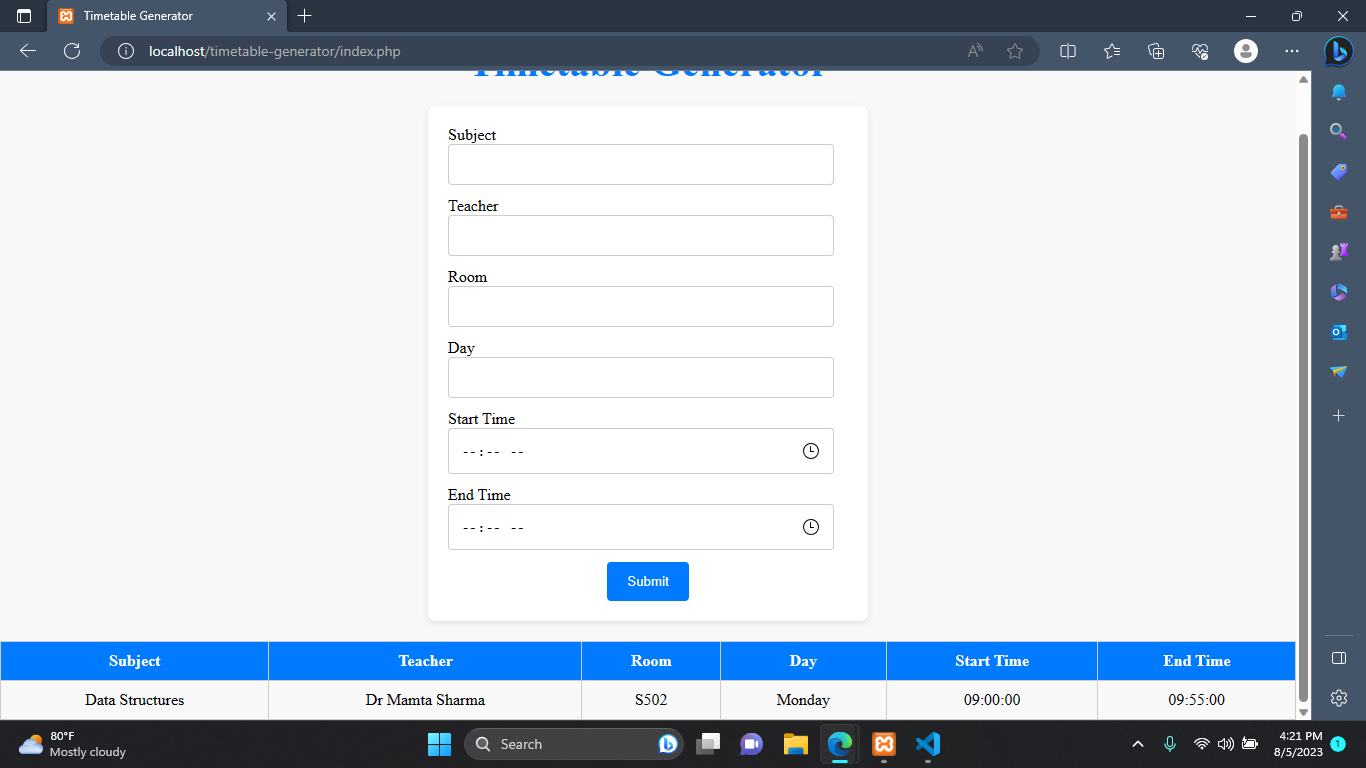 Timetable Generator
localhost/timetable-generator/index.php
Timetable Generator
Subject
Teacher
Room
Day
Start Time
--:-- --
End Time
--:-- --
Submit
Subject Teacher Room Day Start Time End Time
Data Structures Dr Mamta Sharma S502 Monday 09:00:00 09:55:00
80°F
Mostly cloudy
Search
4:21 PM
8/5/2023
1